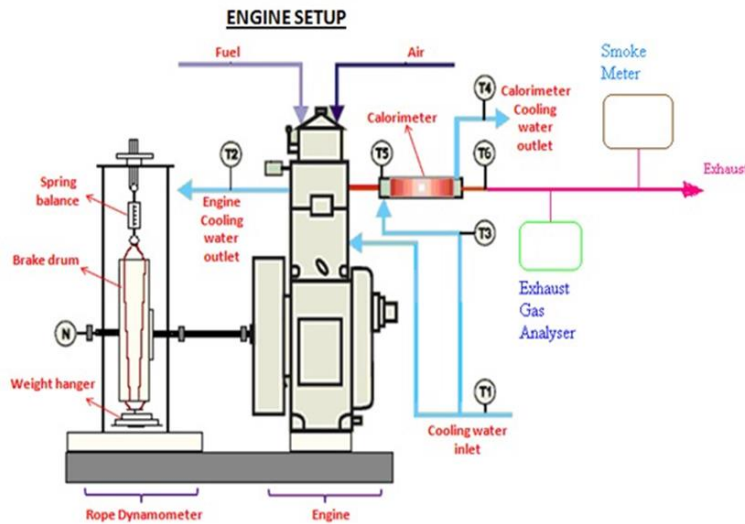 ENGINE SETUP
Fuel
Air
Smoke
Meter
T4
Calorimeter
Cooling
water
outlet
Calorimeter
T2
T5
T6
Exhaust
Spring
balance
Engine
Cooling
water
outlet
T3
Brake drum
Exhaust
Gas
Analyser
N
Weight hanger
T1
Cooling water
inlet
Rope Dynamometer
Engine